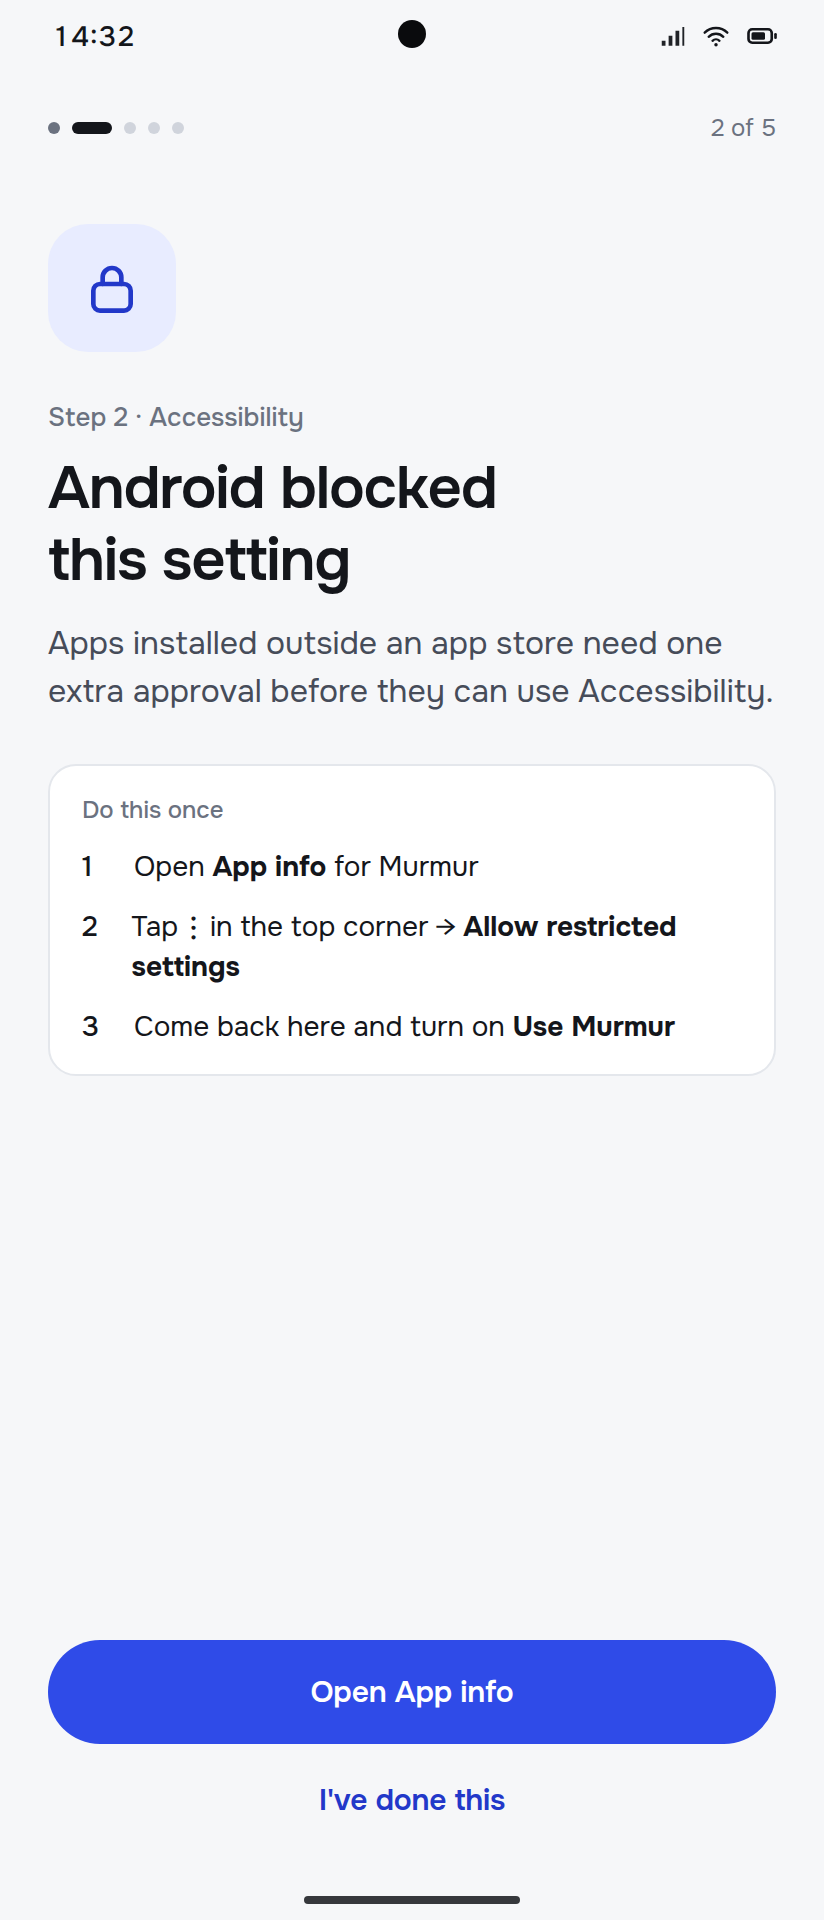 14:32
2 of 5
Step 2 · Accessibility
Android blocked
this setting
Apps installed outside an app store need one
extra approval before they can use Accessibility.
Do this once
1 Open App info for Murmur
2 Tap ⋮ in the top corner → Allow restricted
settings
3 Come back here and turn on Use Murmur
Open App info
I've done this